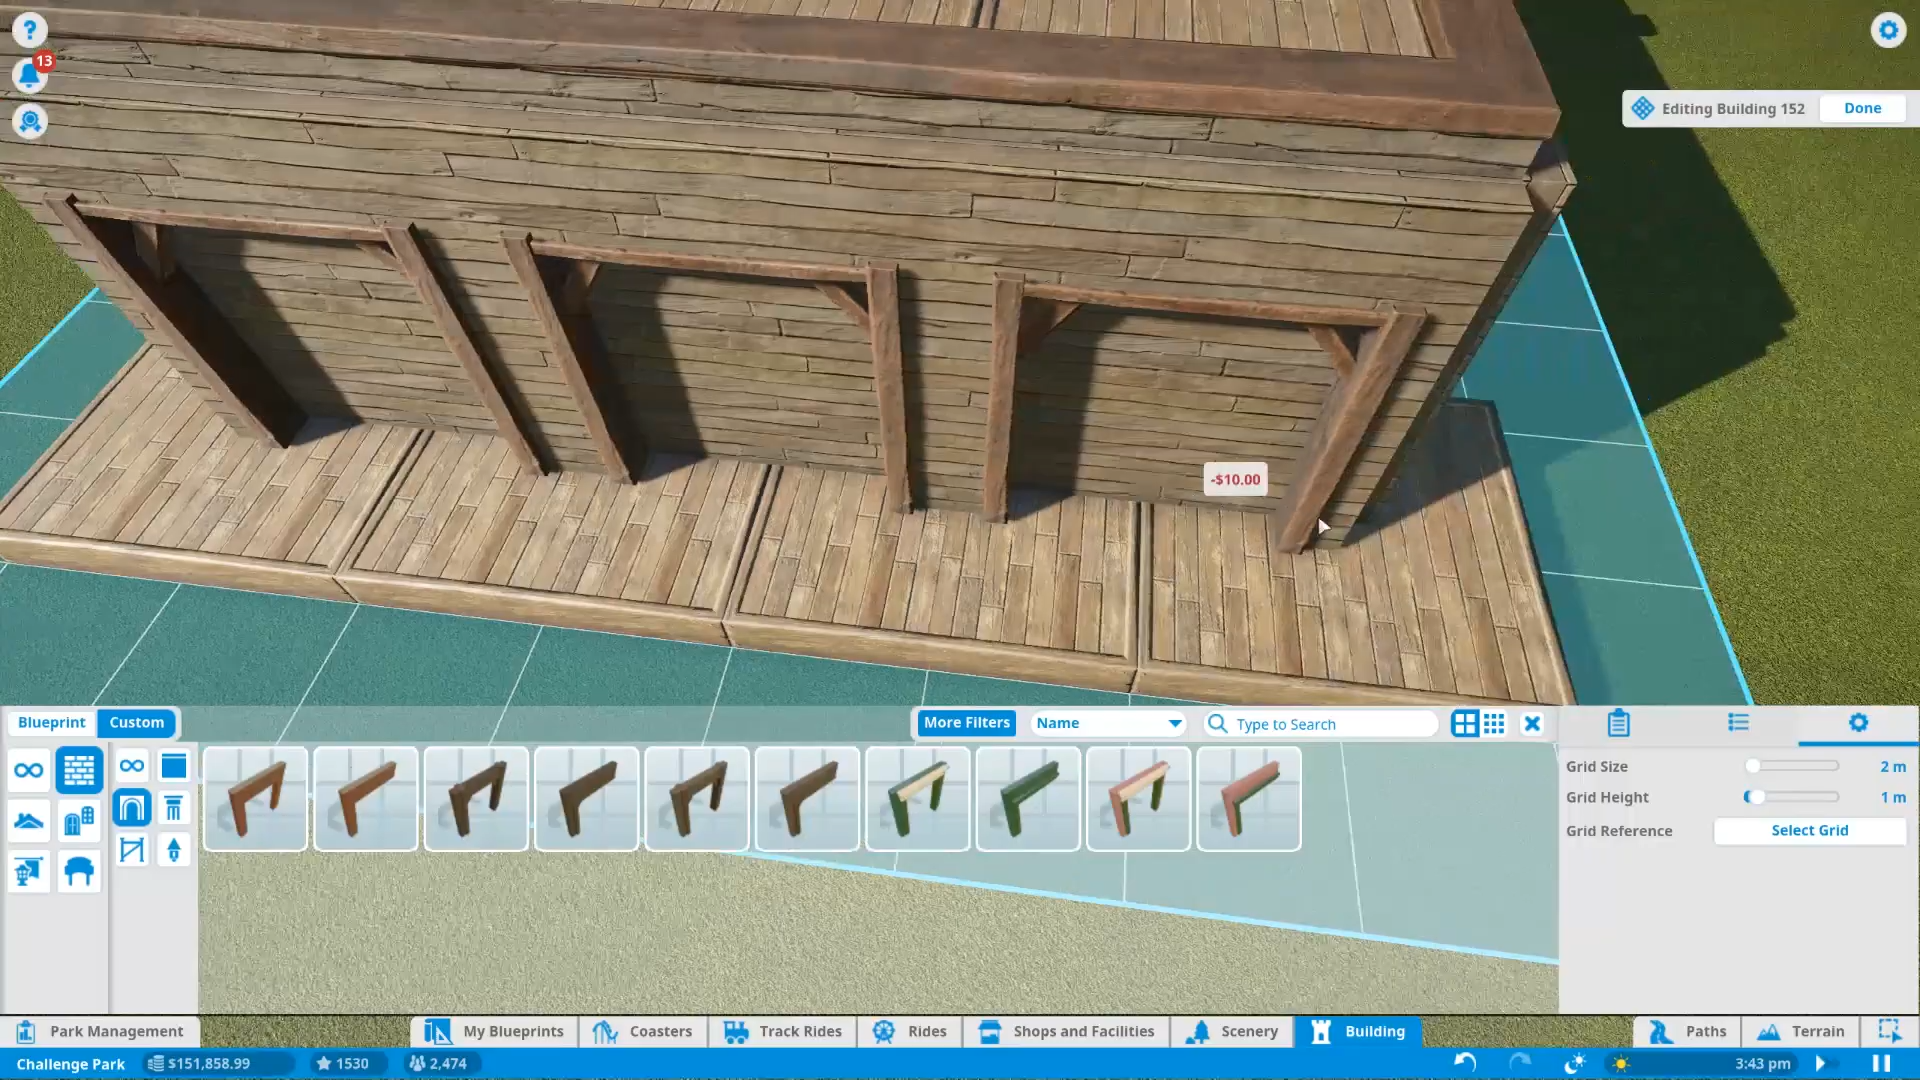 ?
13
Editing Building 152
Done
-$10.00
Blueprint
Custom
More Filters
Name
Type to Search
Grid Size
2 m
Grid Height
1 m
Grid Reference
Select Grid
Park Management
My Blueprints
Coasters
Track Rides
Rides
Shops and Facilities
Scenery
Building
Paths
Terrain
Challenge Park
$151,858.99
1530
2,474
3:43 pm